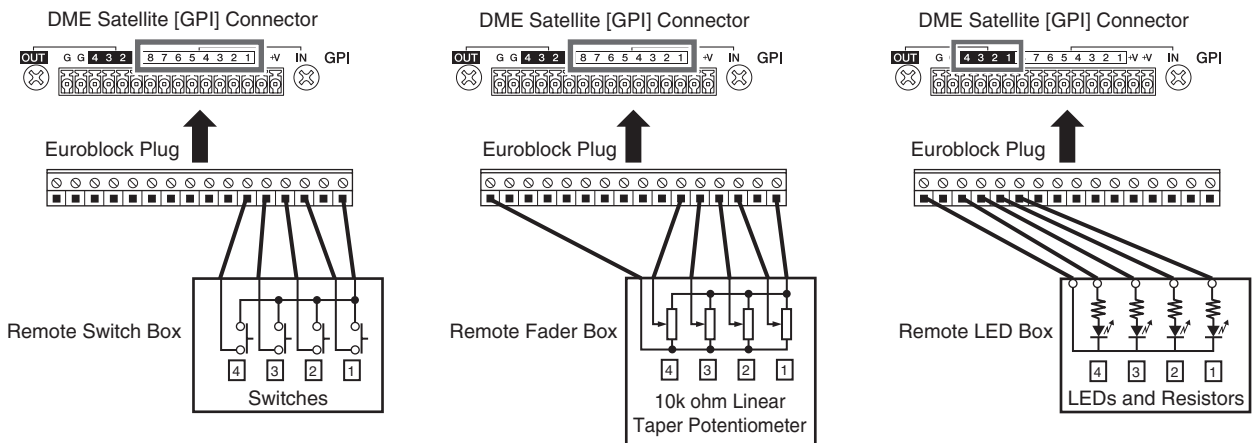 DME Satellite [GPI] Connector
OUT G G 4 3 2 8 7 6 5 4 3 2 1 +V IN GPI
Euroblock Plug
Remote Switch Box
4 3 2 1
Switches
DME Satellite [GPI] Connector
OUT G G 4 3 2 8 7 6 5 4 3 2 1 +V IN GPI
Euroblock Plug
Remote Fader Box
4 3 2 1
10k ohm Linear
Taper Potentiometer
DME Satellite [GPI] Connector
OUT G 4 3 2 1 7 6 5 4 3 2 1 +V +V IN GPI
Euroblock Plug
Remote LED Box
4 3 2 1
LEDs and Resistors